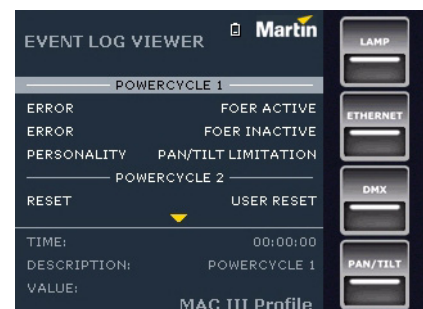 EVENT LOG VIEWER
Martin
POWERCYCLE 1
ERROR FOER ACTIVE
ERROR FOER INACTIVE
PERSONALITY PAN/TILT LIMITATION
POWERCYCLE 2
RESET USER RESET
TIME: 00:00:00
DESCRIPTION: POWERCYCLE 1
VALUE:
MAC III Profile
LAMP
ETHERNET
DMX
PAN/TILT